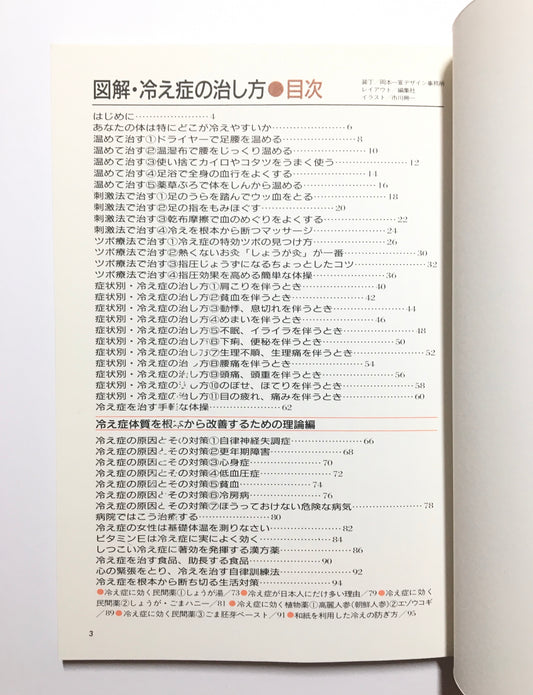 図解・冷え症の治し方●目次
装丁 岡本一宣デザイン事務所
レイアウト 編集社
イラスト 市川興一
はじめに……4
あなたの体は特にどこが冷えやすいか……6
温めて治す①ドライヤーで足腰を温める……8
温めて治す②温湿布で腰をじっくり温める……10
温めて治す③使い捨てカイロやコタツをうまく使う……12
温めて治す④足浴で全身の血行をよくする……14
温めて治す⑤薬草ぶろで体をしんから温める……16
刺激法で治す①足のうらを踏んでウッ血をとる……18
刺激法で治す②足の指をもみほぐす……20
刺激法で治す③乾布摩擦で血のめぐりをよくする……22
刺激法で治す④冷えを根本から断つマッサージ……24
ツボ療法で治す①冷え症の特効ツボの見つけ方……26
ツボ療法で治す②熱くないお灸「しょうが灸」が一番……30
ツボ療法で治す③指圧じょうずになるちょっとしたコツ……32
ツボ療法で治す④指圧効果を高める簡単な体操……36
症状別・冷え症の治し方①肩こりを伴うとき……40
症状別・冷え症の治し方②貧血を伴うとき……42
症状別・冷え症の治し方③動悸、息切れを伴うとき……44
症状別・冷え症の治し方④めまいを伴うとき……46
症状別・冷え症の治し方⑤不眠、イライラを伴うとき……48
症状別・冷え症の治し方⑥下痢、便秘を伴うとき……50
症状別・冷え症の治し方⑦生理不順、生理痛を伴うとき……52
症状別・冷え症の治し方⑧腰痛を伴うとき……54
症状別・冷え症の治し方⑨頭痛、頭重を伴うとき……56
症状別・冷え症の治し方⑩のぼせ、ほてりを伴うとき……58
症状別・冷え症の治し方⑪目の疲れ、痛みを伴うとき……60
冷え症を治す手軽な体操……62
冷え症体質を根本から改善するための理論編
冷え症の原因とその対策①自律神経失調症……66
冷え症の原因とその対策②更年期障害……68
冷え症の原因とその対策③心身症……70
冷え症の原因とその対策④低血圧症……72
冷え症の原因とその対策⑤貧血……74
冷え症の原因とその対策⑥冷房病……76
冷え症の原因とその対策⑦ほうっておけない危険な病気……78
病院ではこう治療する……80
冷え症の女性は基礎体温を測りなさい……82
ビタミンEは冷え症に実によく効く……84
しつこい冷え症に著効を発揮する漢方薬……86
冷え症を治す食品、助長する食品……90
心の緊張をとり、冷えを治す自律訓練法……92
冷え症を根本から断ち切る生活対策……94
●冷え症に効く民間薬①しょうが湯／73●冷え症が日本人にだけ多い理由／79●冷え症に効く
民間薬②しょうが・ごまハニー／81●冷え症に効く植物薬①高麗人参(朝鮮人参)②エゾウコギ
／89●冷え症に効く民間薬③ごま胚芽ペースト／91●和紙を利用した冷えの防ぎ方／95
3